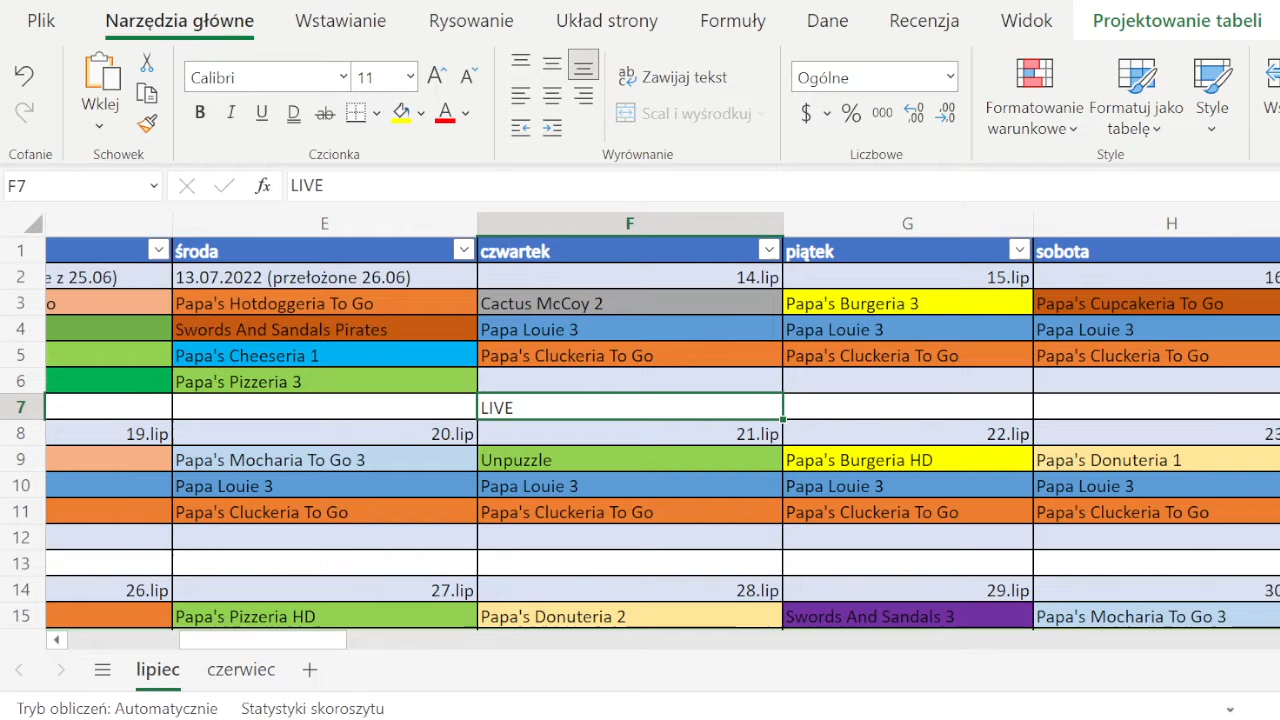 Plik Narzędzia główne Wstawianie Rysowanie Układ strony Formuły Dane Recenzja Widok Projektowanie tabeli
Calibri 11 Zawijaj tekst Ogólne
Wklej Scal i wyśrodkuj $ % 000 Formatowanie warunkowe Formatuj jako tabelę Style
Cofanie Schowek Czcionka Wyrównanie Liczbowe Style
F7 fx LIVE
E F G H
1 środa czwartek piątek sobota
2 e z 25.06) 13.07.2022 (przełożone 26.06) 14.lip 15.lip 16
3 o Papa's Hotdoggeria To Go Cactus McCoy 2 Papa's Burgeria 3 Papa's Cupcakeria To Go
4 Swords And Sandals Pirates Papa Louie 3 Papa Louie 3 Papa Louie 3
5 Papa's Cheeseria 1 Papa's Cluckeria To Go Papa's Cluckeria To Go Papa's Cluckeria To Go
6 Papa's Pizzeria 3
7 LIVE
8 19.lip 20.lip 21.lip 22.lip 23
9 Papa's Mocharia To Go 3 Unpuzzle Papa's Burgeria HD Papa's Donuteria 1
10 Papa Louie 3 Papa Louie 3 Papa Louie 3 Papa Louie 3
11 Papa's Cluckeria To Go Papa's Cluckeria To Go Papa's Cluckeria To Go Papa's Cluckeria To Go
12
13
14 26.lip 27.lip 28.lip 29.lip 30
15 Papa's Pizzeria HD Papa's Donuteria 2 Swords And Sandals 3 Papa's Mocharia To Go 3
lipiec czerwiec
Tryb obliczeń: Automatycznie Statystyki skoroszytu